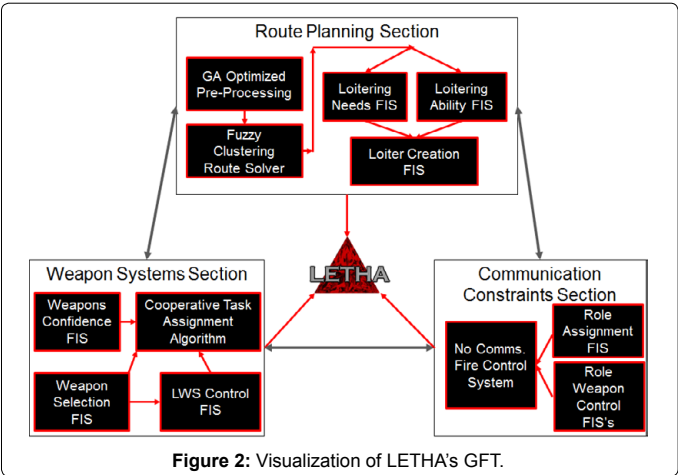 Route Planning Section
GA Optimized
Pre-Processing
Fuzzy
Clustering
Route Solver
Loitering
Needs FIS
Loitering
Ability FIS
Loiter Creation
FIS
LETHA
Weapon Systems Section
Weapons
Confidence
FIS
Cooperative Task
Assignment
Algorithm
Weapon
Selection FIS
LWS Control
FIS
Communication
Constraints Section
No Comms.
Fire Control
System
Role
Assignment
FIS
Role
Weapon
Control
FIS's
Figure 2: Visualization of LETHA's GFT.